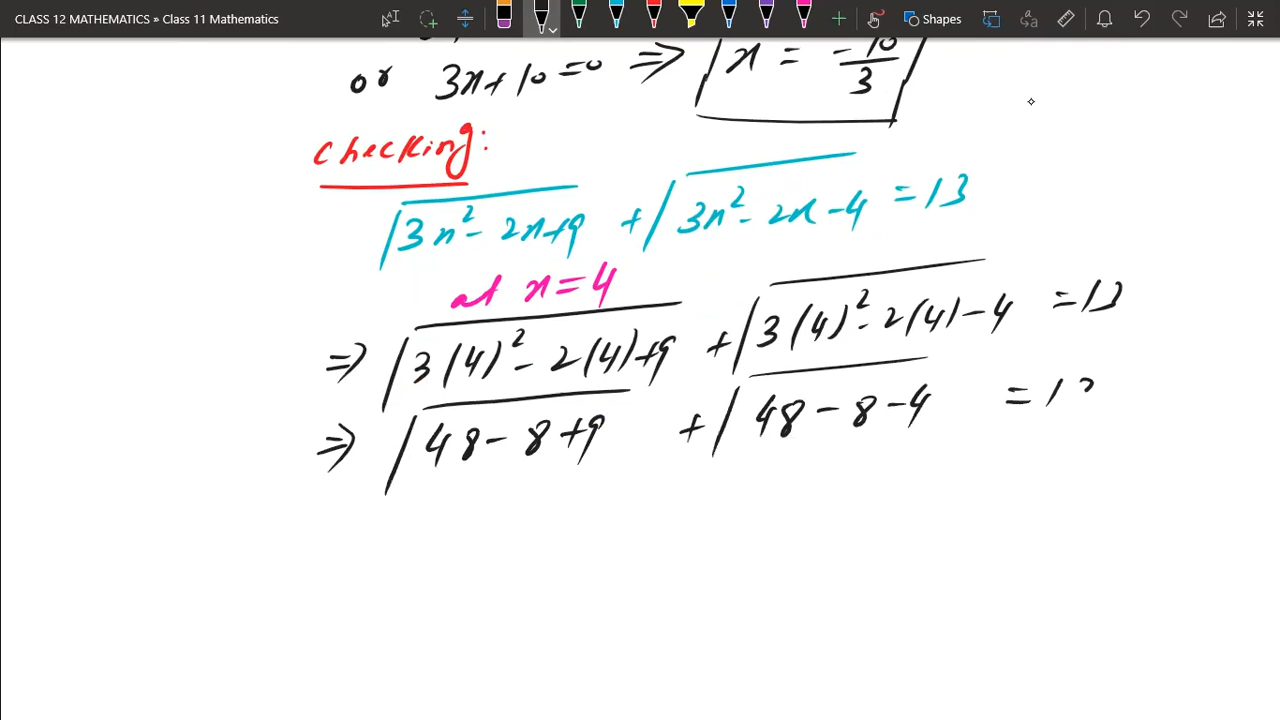 CLASS 12 MATHEMATICS » Class 11 Mathematics
Shapes
or 3x+10=0 ⇒ x = -10/3
checking:
√(3x² - 2x+9) + √(3x² - 2x - 4) = 13
at x=4
⇒ √(3(4)² - 2(4)+9) + √(3(4)² - 2(4) - 4) = 13
⇒ √(48 - 8+9) + √(48 - 8 - 4) = 1